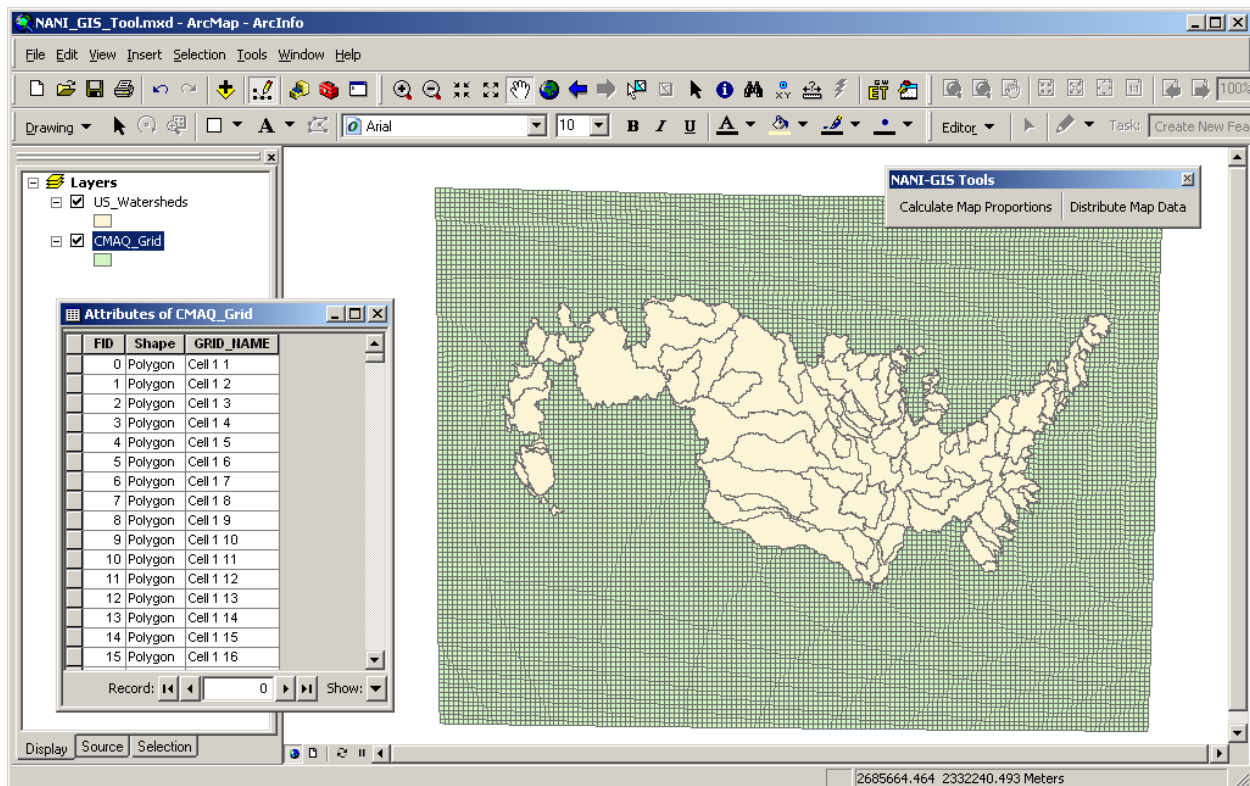 NANI_GIS_Tool.mxd - ArcMap - ArcInfo
File Edit View Insert Selection Tools Window Help
100%
Drawing A Arial 10 B I U A Editor Task: Create New Fea
Layers
US_Watersheds
CMAQ_Grid
NANI-GIS Tools
Calculate Map Proportions Distribute Map Data
Attributes of CMAQ_Grid
FID Shape GRID_NAME
0 Polygon Cell 1 1
1 Polygon Cell 1 2
2 Polygon Cell 1 3
3 Polygon Cell 1 4
4 Polygon Cell 1 5
5 Polygon Cell 1 6
6 Polygon Cell 1 7
7 Polygon Cell 1 8
8 Polygon Cell 1 9
9 Polygon Cell 1 10
10 Polygon Cell 1 11
11 Polygon Cell 1 12
12 Polygon Cell 1 13
13 Polygon Cell 1 14
14 Polygon Cell 1 15
15 Polygon Cell 1 16
Record: 0 Show:
Display Source Selection
2685664.464 2332240.493 Meters